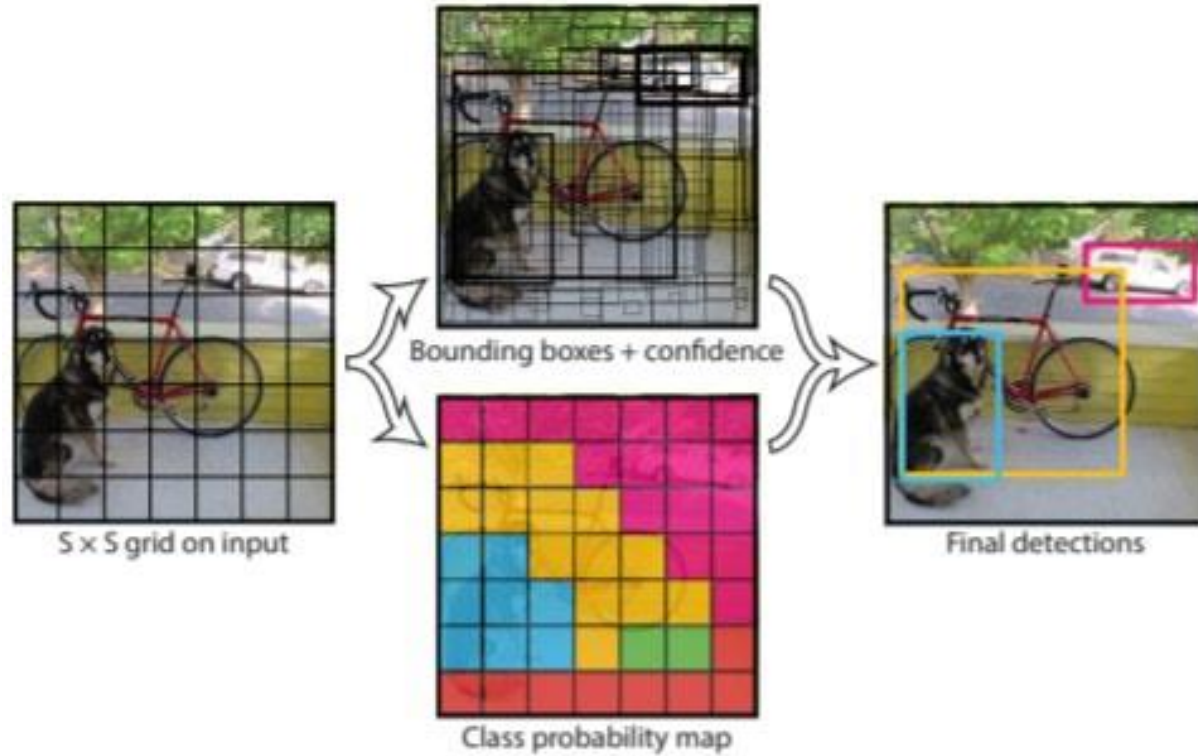 S × S grid on input
Bounding boxes + confidence
Class probability map
Final detections